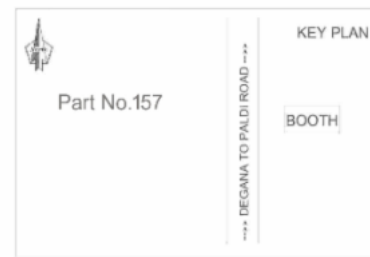 KEY PLAN
Part No.157
-->> DEGANA TO PALDI ROAD -->>
BOOTH